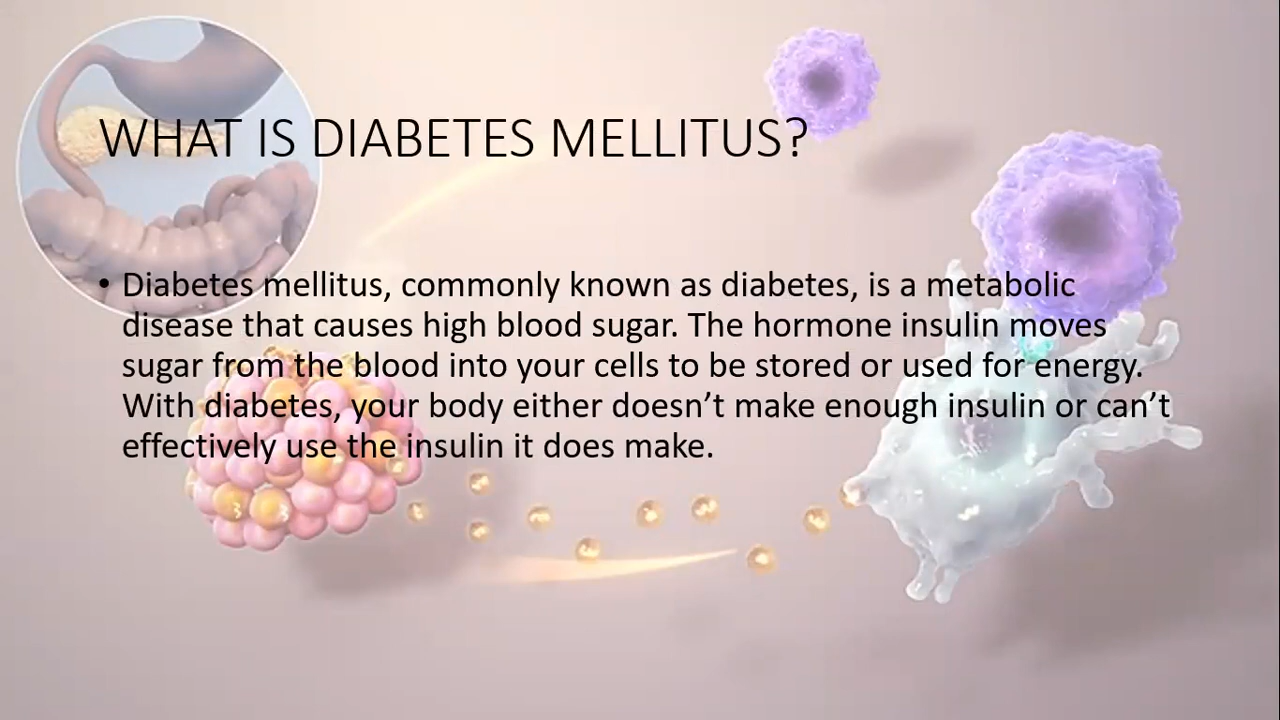 WHAT IS DIABETES MELLITUS?
• Diabetes mellitus, commonly known as diabetes, is a metabolic
disease that causes high blood sugar. The hormone insulin moves
sugar from the blood into your cells to be stored or used for energy.
With diabetes, your body either doesn’t make enough insulin or can’t
effectively use the insulin it does make.